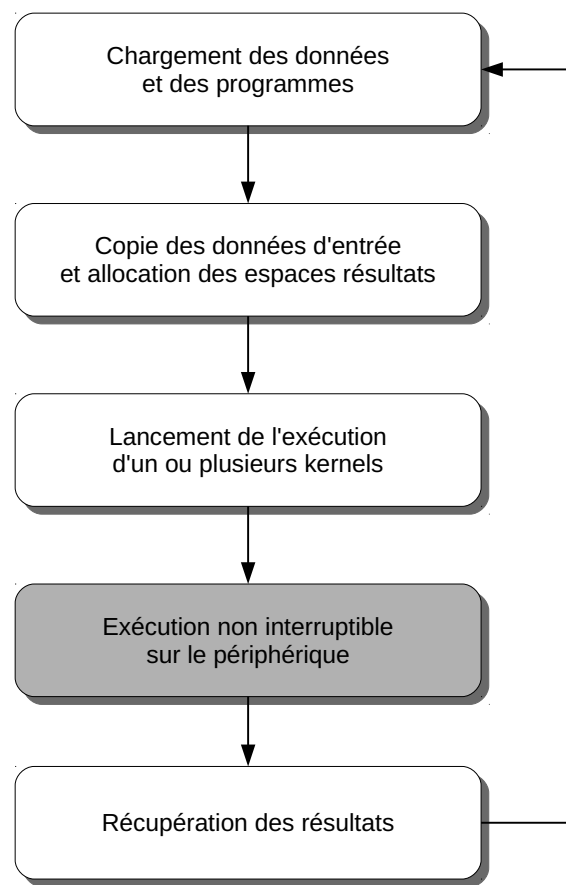 Chargement des données
et des programmes
Copie des données d'entrée
et allocation des espaces résultats
Lancement de l'exécution
d'un ou plusieurs kernels
Exécution non interruptible
sur le périphérique
Récupération des résultats